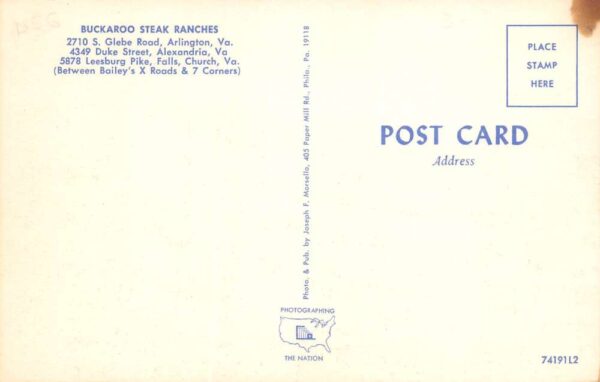 BUCKAROO STEAK RANCHES
2710 S. Glebe Road, Arlington, Va.
4349 Duke Street, Alexandria, Va
5878 Leesburg Pike, Falls, Church, Va.
(Between Bailey's X Roads & 7 Corners)
Photo. & Pub. by Joseph F. Morsello, 405 Paper Mill Rd., Phila., Pa. 19118
PLACE
STAMP
HERE
POST CARD
Address
PHOTOGRAPHING
THE NATION
74191L2